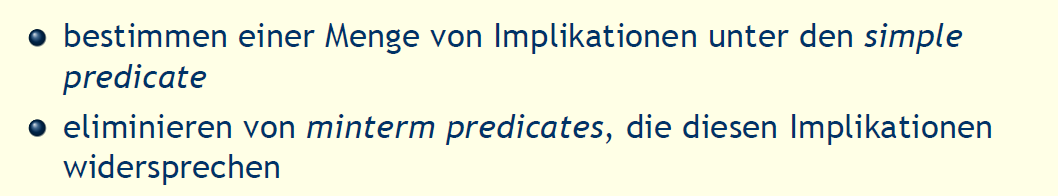 bestimmen einer Menge von Implikationen unter den simple
predicate
eliminieren von minterm predicates, die diesen Implikationen
widersprechen